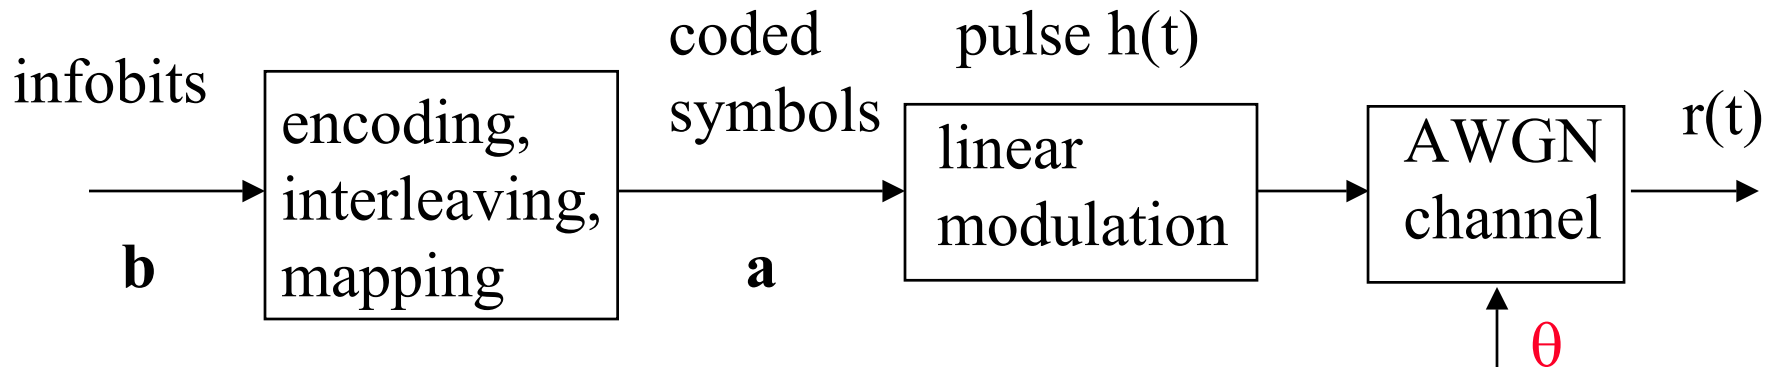 infobits
b
encoding,
interleaving,
mapping
coded
symbols
a
pulse h(t)
linear
modulation
AWGN
channel
θ
r(t)